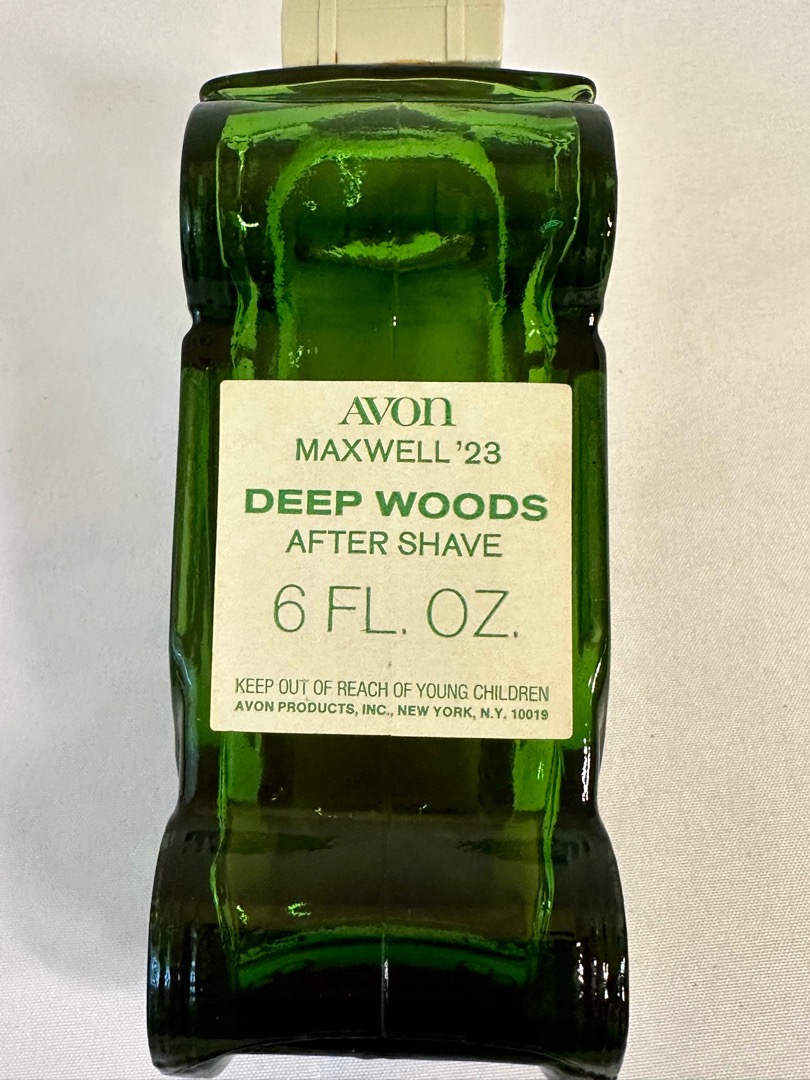 AVON
MAXWELL '23
DEEP WOODS
AFTER SHAVE
6 FL. OZ.
KEEP OUT OF REACH OF YOUNG CHILDREN
AVON PRODUCTS, INC., NEW YORK, N.Y. 10019